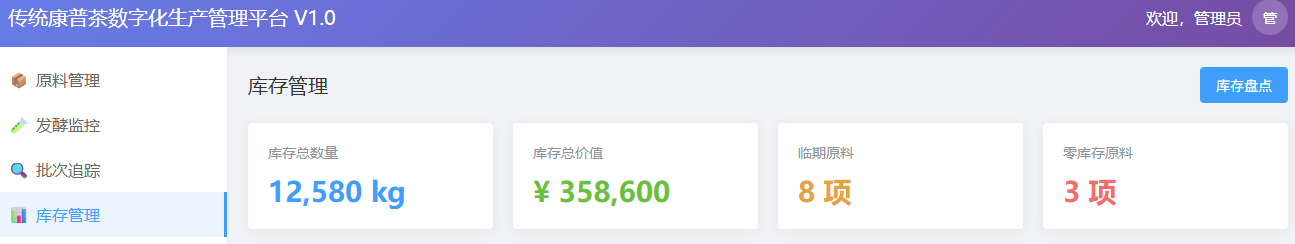 传统康普茶数字化生产管理平台 V1.0
欢迎，管理员 管
原料管理
发酵监控
批次追踪
库存管理
库存管理
库存盘点
库存总数量
12,580 kg
库存总价值
¥ 358,600
临期原料
8 项
零库存原料
3 项